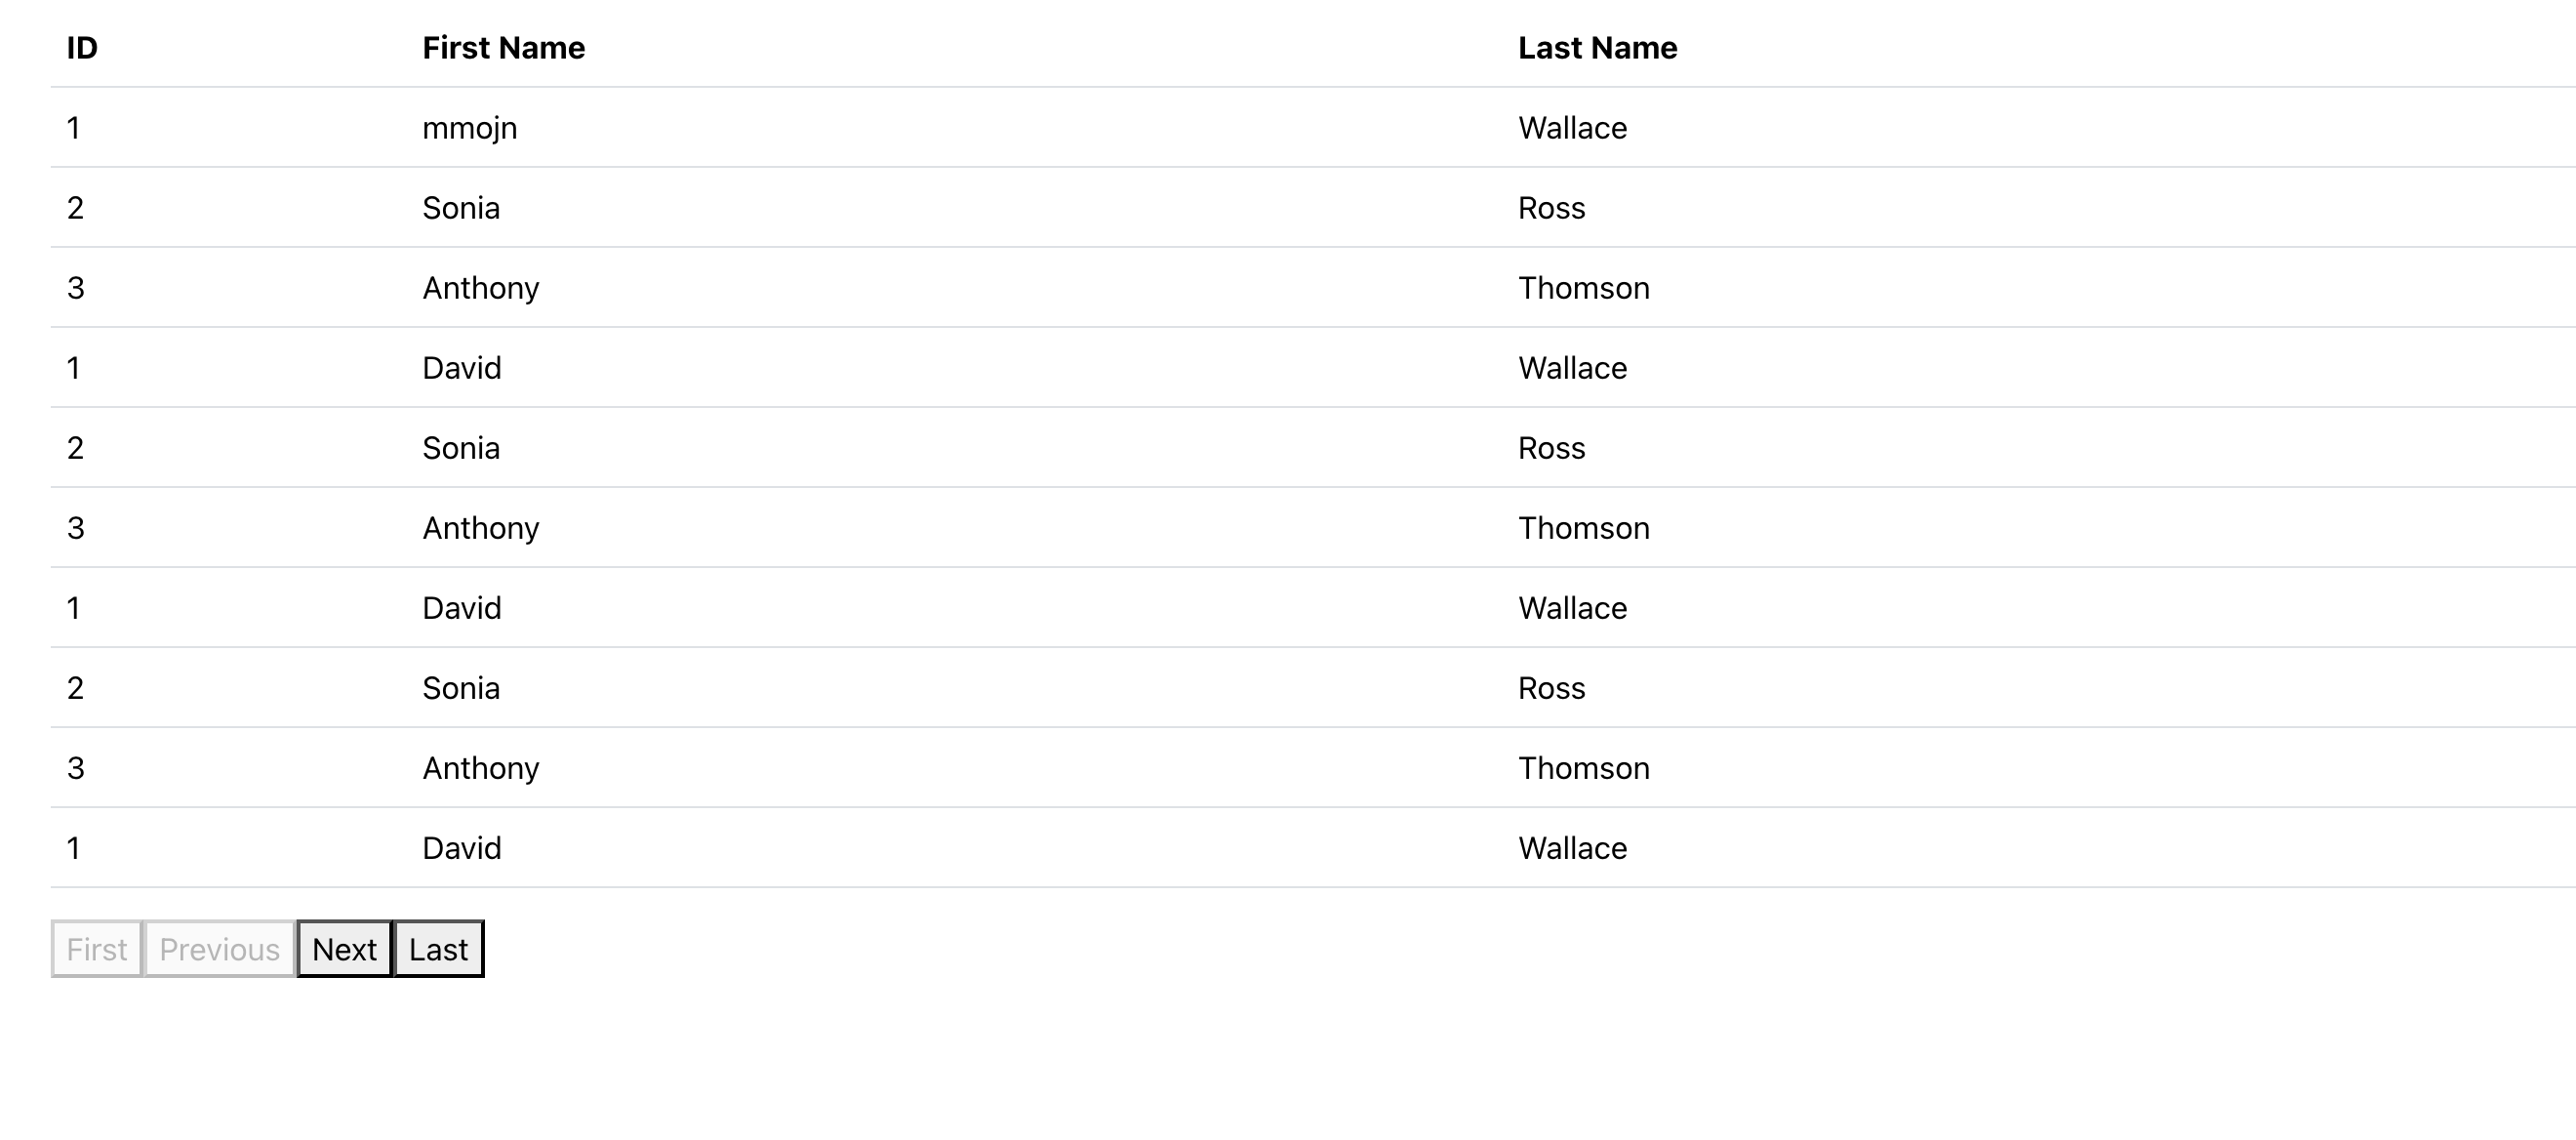 ID First Name Last Name
1 mmojn Wallace
2 Sonia Ross
3 Anthony Thomson
1 David Wallace
2 Sonia Ross
3 Anthony Thomson
1 David Wallace
2 Sonia Ross
3 Anthony Thomson
1 David Wallace
First Previous Next Last